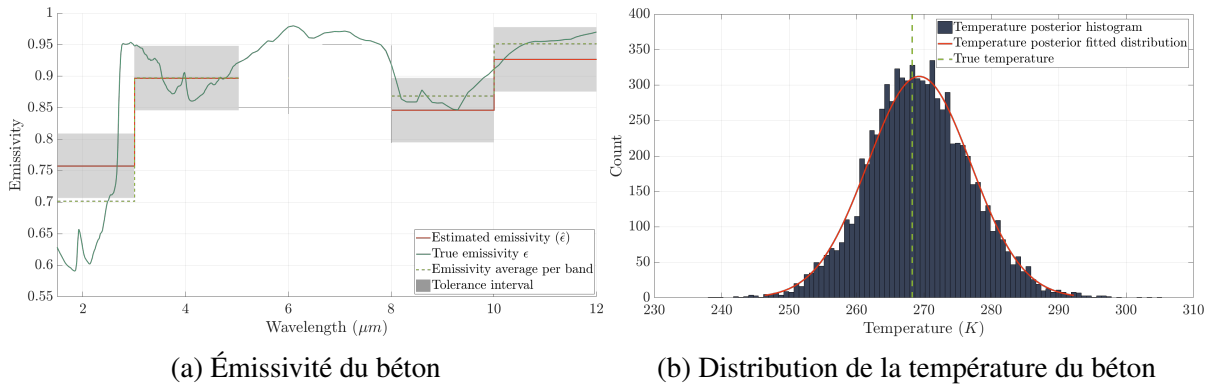 1
0.95
0.9
0.85
0.8
0.75
0.7
0.65
0.6
0.55
Emissivity
2
4
6
8
10
12
Wavelength (μm)
Estimated emissivity (ε̂)
True emissivity ϵ
Emissivity average per band
Tolerance interval
(a) Émissivité du béton
400
350
300
250
200
150
100
50
0
Count
230
240
250
260
270
280
290
300
310
Temperature (K)
Temperature posterior histogram
Temperature posterior fitted distribution
True temperature
(b) Distribution de la température du béton